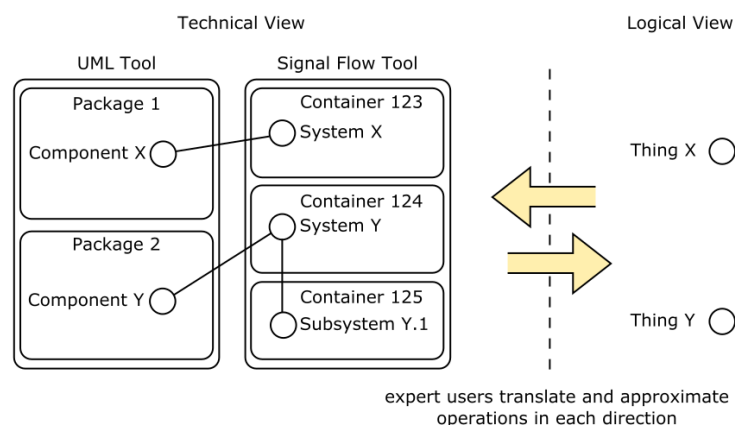 Technical View
Logical View
UML Tool
Signal Flow Tool
Package 1
Component X
Package 2
Component Y
Container 123
System X
Container 124
System Y
Container 125
Subsystem Y.1
Thing X
Thing Y
expert users translate and approximate
operations in each direction